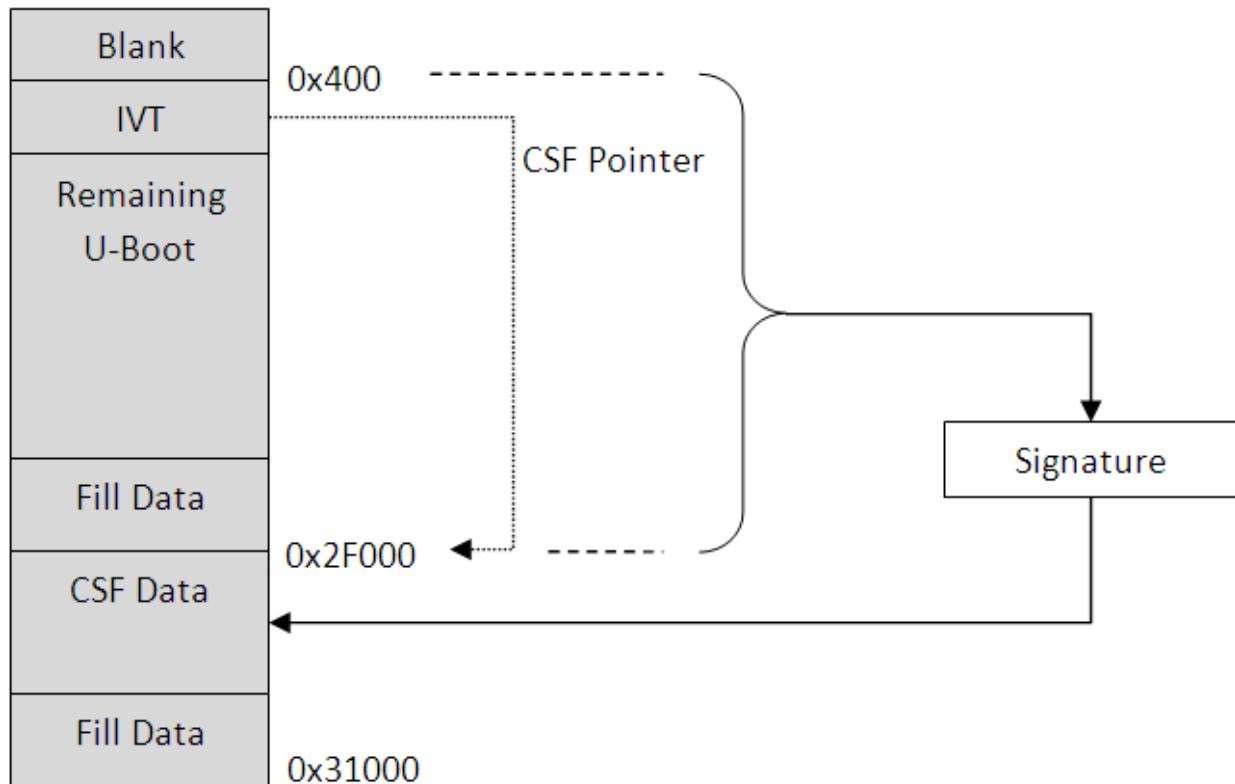 Blank
0x400
IVT
CSF Pointer
Remaining
U-Boot
Signature
Fill Data
0x2F000
CSF Data
Fill Data
0x31000